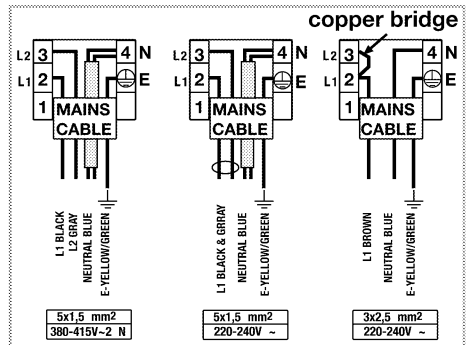 copper bridge
L2 3 4 N
L1 2 E
1 MAINS
CABLE
L1 BLACK
L2 GRAY
NEUTRAL BLUE
E-YELLOW/GREEN
5x1,5 mm2
380-415V~2 N
L2 3 4 N
L1 2 E
1 MAINS
CABLE
L1 BLACK & GRRAY
NEUTRAL BLUE
E-YELLOW/GREEN
5x1,5 mm2
220-240V ~
L2 3 4 N
L1 2 E
1 MAINS
CABLE
L1 BROWN
NEUTRAL BLUE
E-YELLOW/GREEN
3x2,5 mm2
220-240V ~